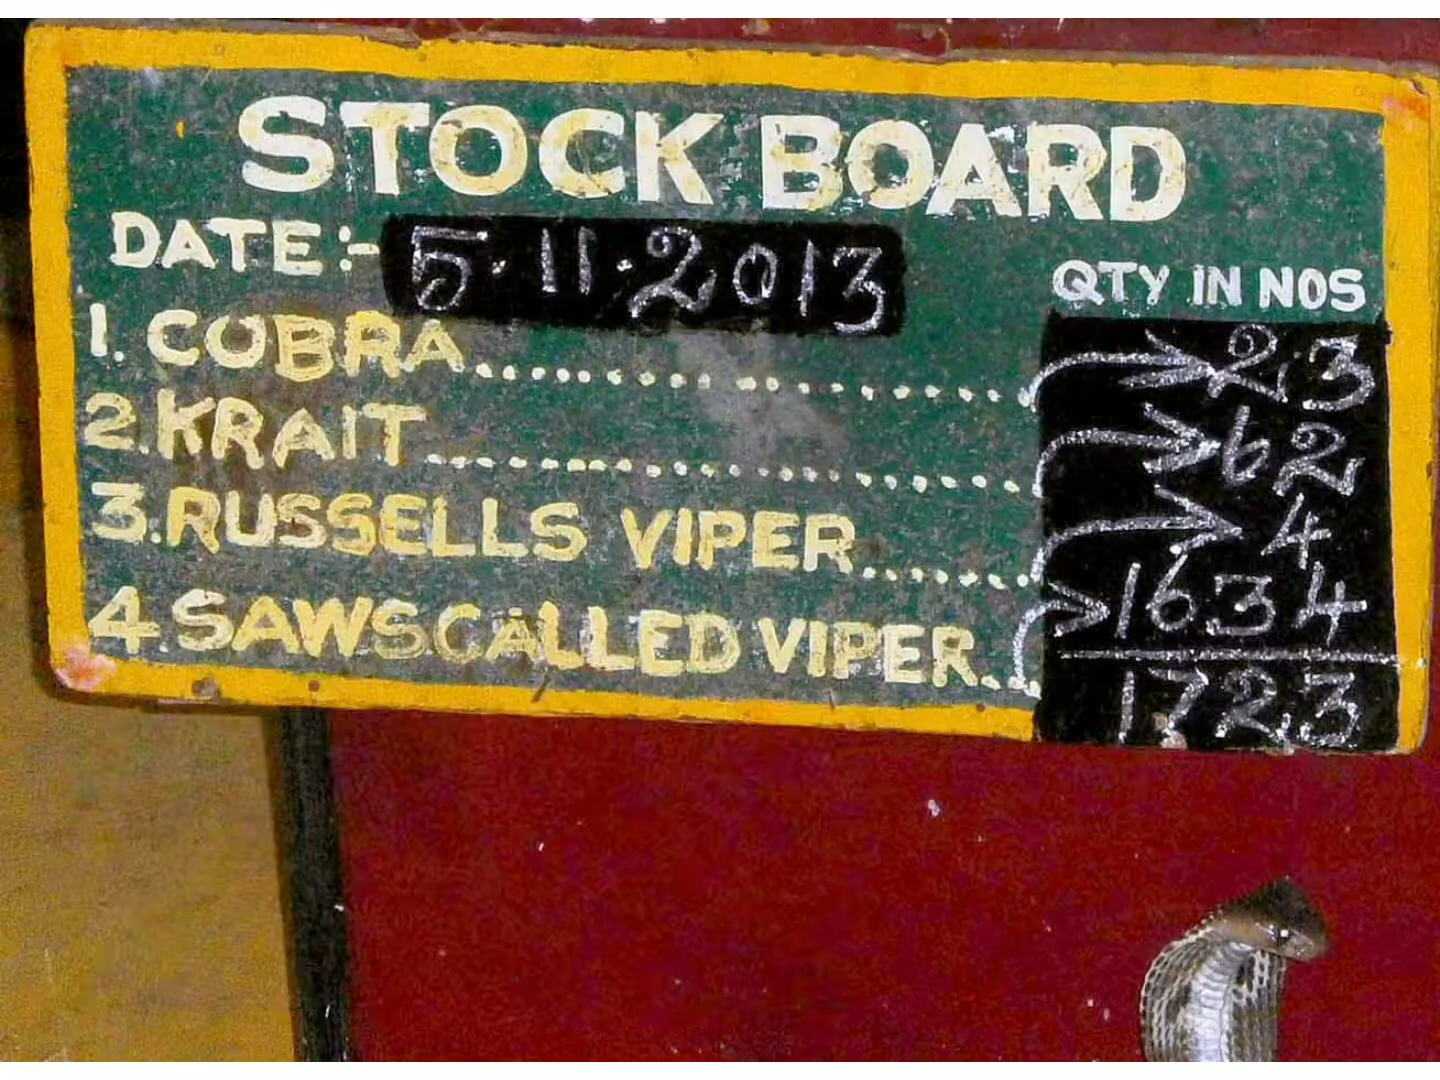 STOCK BOARD
DATE:- 5.11.2013
QTY IN NOS
1. COBRA.................... 23
2. KRAIT.................... 62
3. RUSSELLS VIPER....... 4
4. SAWSCALLED VIPER.. 1634
1723